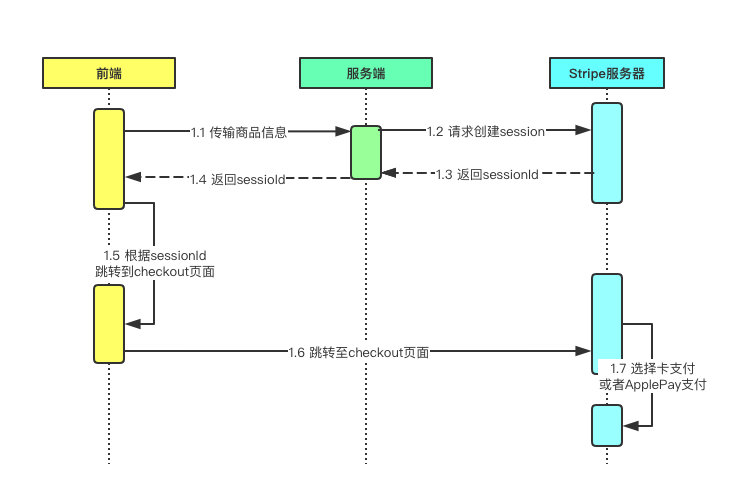 前端
服务端
Stripe服务器
1.1 传输商品信息
1.2 请求创建session
1.3 返回sessionId
1.4 返回sessioId
1.5 根据sessionId
跳转到checkout页面
1.6 跳转至checkout页面
1.7 选择卡支付
或者ApplePay支付